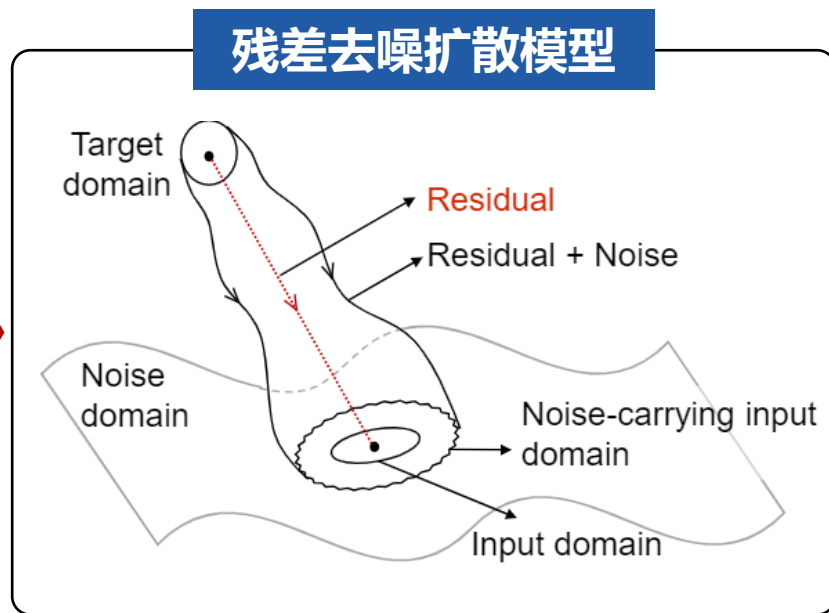 残差去噪扩散模型
Target
domain
Residual
Residual + Noise
Noise
domain
Noise-carrying input
domain
Input domain